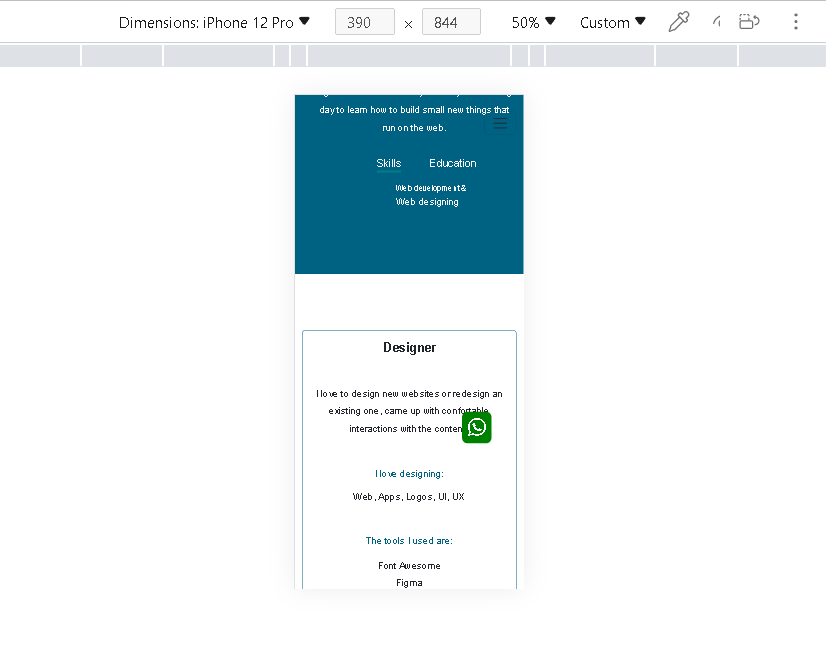 Dimensions: iPhone 12 Pro 390 × 844 50% Custom
day to learn how to build small new things that
run on the web.
Skills Education
Web development &
Web designing
Designer
I love to design new websites or redesign an
existing one, came up with comfortable
interactions with the conten
I love designing:
Web, Apps, Logos, UI, UX
The tools I used are:
Font Awesome
Figma